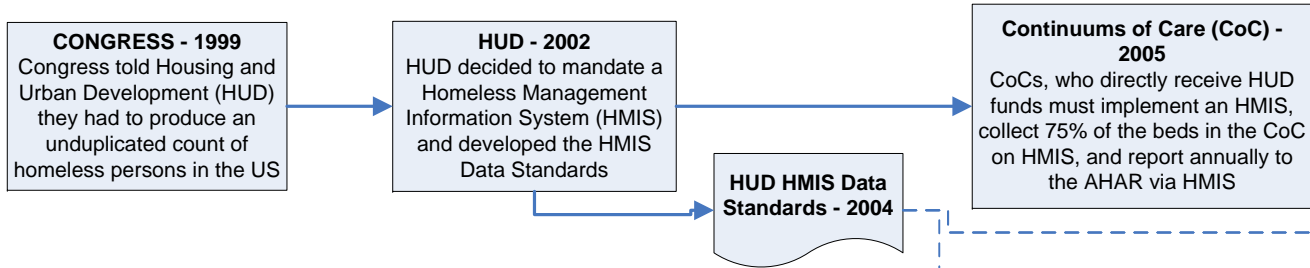 CONGRESS - 1999
Congress told Housing and
Urban Development (HUD)
they had to produce an
unduplicated count of
homeless persons in the US
HUD - 2002
HUD decided to mandate a
Homeless Management
Information System (HMIS)
and developed the HMIS
Data Standards
HUD HMIS Data
Standards - 2004
Continuums of Care (CoC) -
2005
CoCs, who directly receive HUD
funds must implement an HMIS,
collect 75% of the beds in the CoC
on HMIS, and report annually to
the AHAR via HMIS